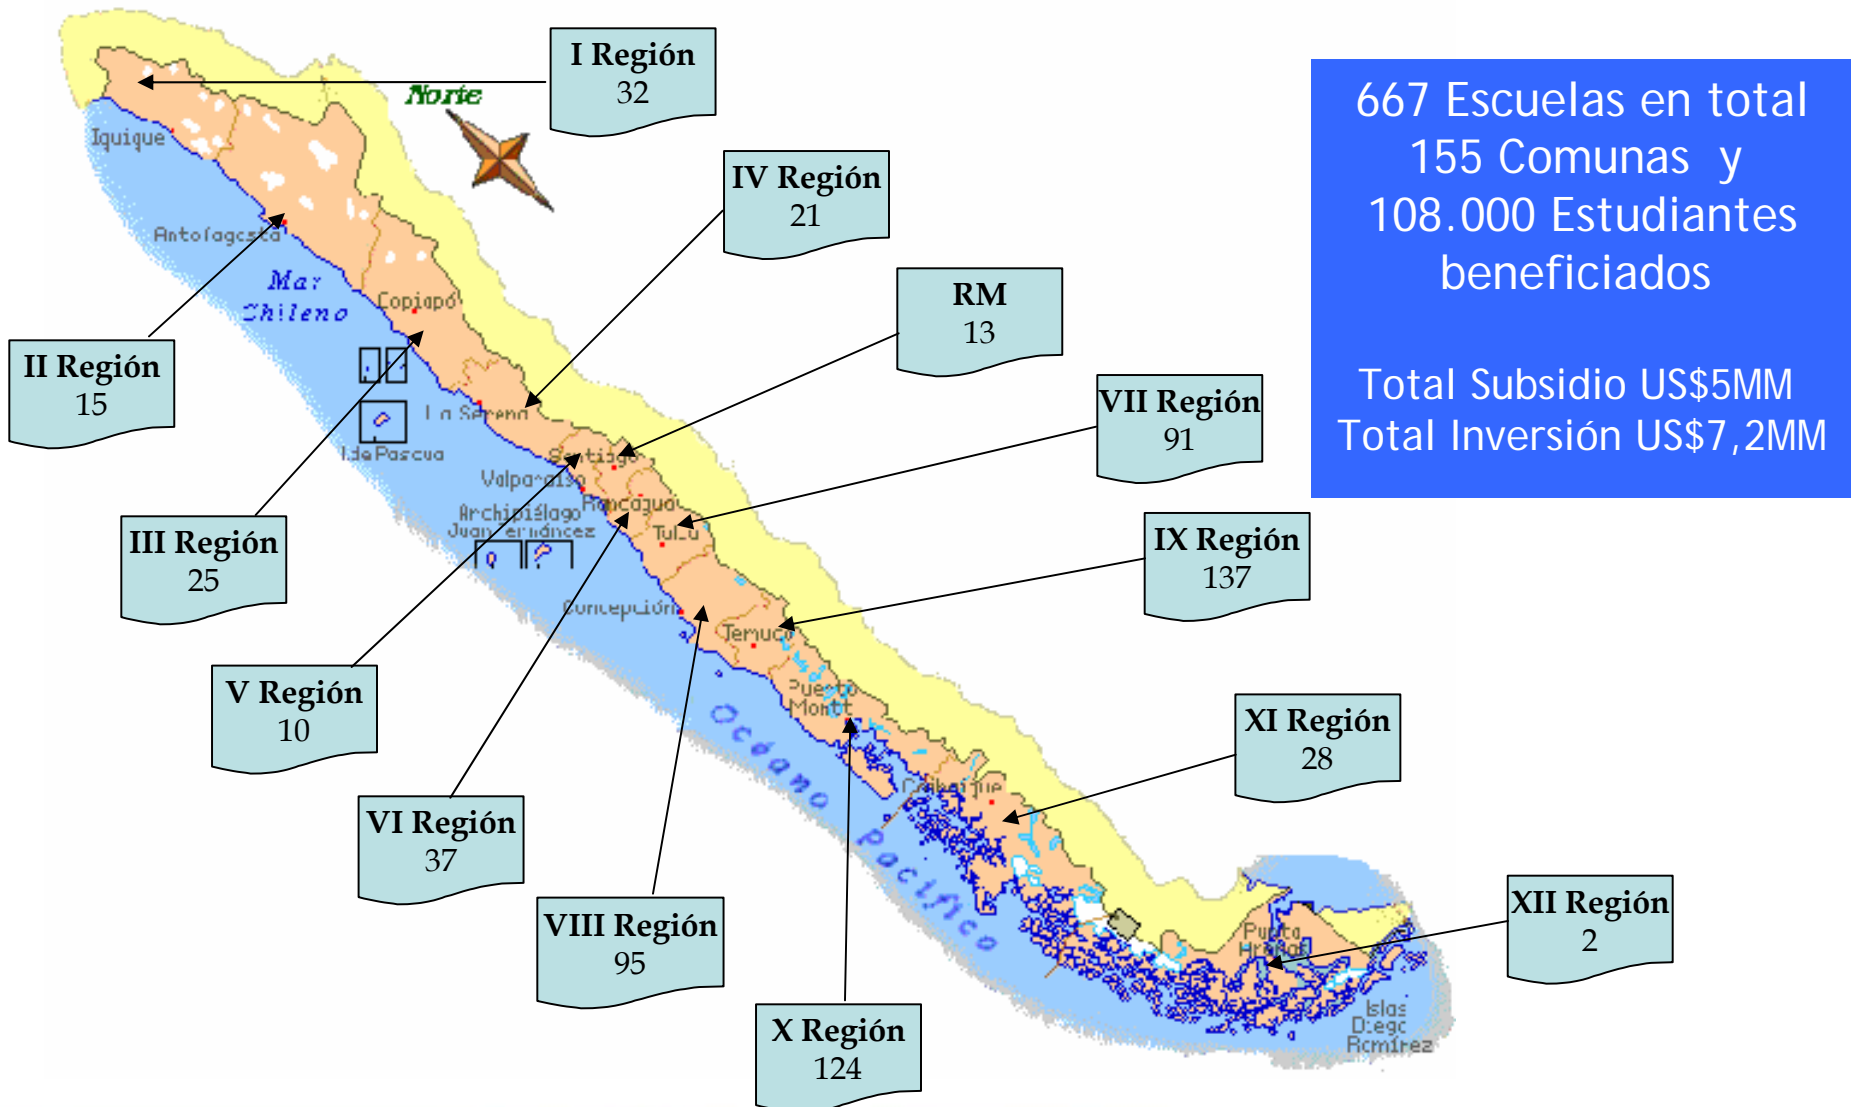 I Región
32
667 Escuelas en total
155 Comunas y
108.000 Estudiantes
beneficiados
Total Subsidio US$5MM
Total Inversión US$7,2MM
Norte
Iquique
IV Región
21
Antofagasta
Mar
Chileno
Copiapó
RM
13
II Región
15
La Serena
VII Región
91
I.de Pascua
Santiago
Valparaíso
Rancagua
Archipiélago
Juan Fernández
Talca
III Región
25
IX Región
137
Concepción
Temuco
V Región
10
Puerto
Montt
XI Región
28
Océano Pacífico
Coihaique
VI Región
37
VIII Región
95
XII Región
2
Punta
Arenas
X Región
124
Islas
Diego
Ramírez